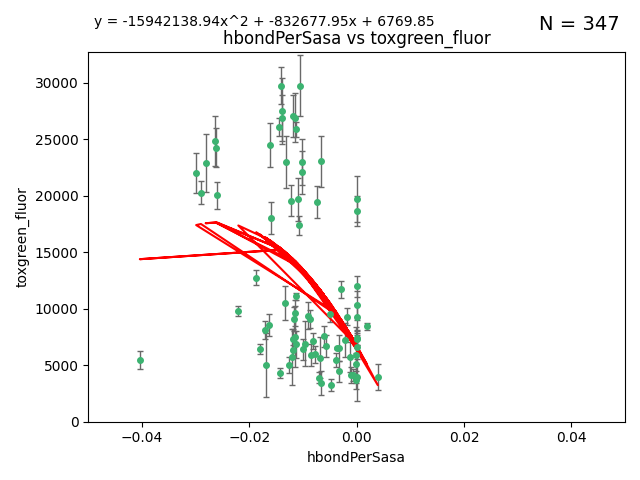 y = -15942138.94x^2 + -832677.95x + 6769.85
N = 347
hbondPerSasa vs toxgreen_fluor
30000
25000
20000
15000
10000
5000
0
toxgreen_fluor
−0.04
−0.02
0.00
0.02
0.04
hbondPerSasa